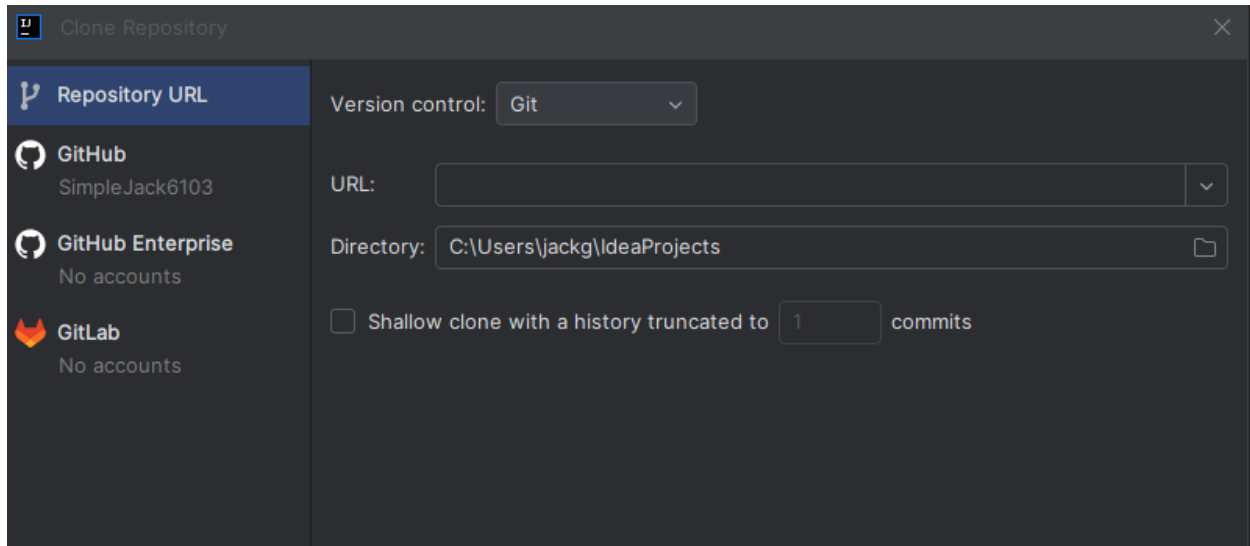 IJ
Clone Repository
Repository URL
GitHub
SimpleJack6103
GitHub Enterprise
No accounts
GitLab
No accounts
Version control: Git
URL:
Directory: C:\Users\jackg\IdeaProjects
Shallow clone with a history truncated to 1 commits